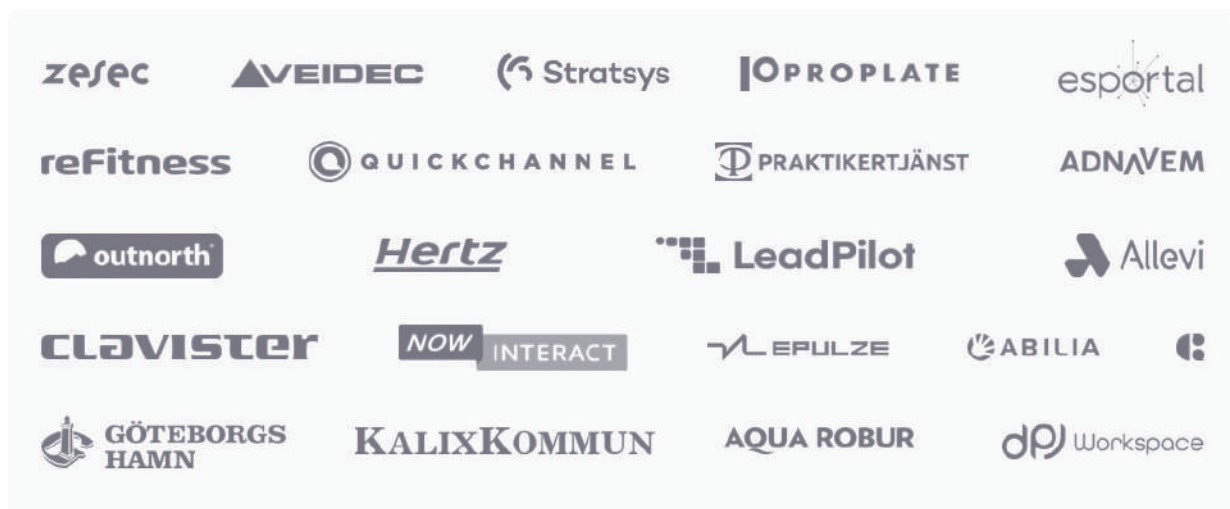 zesec VEIDEC Stratsys PROPLATE esportal
reFitness QUICKCHANNEL PRAKTIKERTJÄNST ADNAVEM
outnorth Hertz LeadPilot Allevi
CLAVISTER NOW INTERACT EPULZE ABILIA
GÖTEBORGS HAMN KALIXKOMMUN AQUA ROBUR dpj Workspace